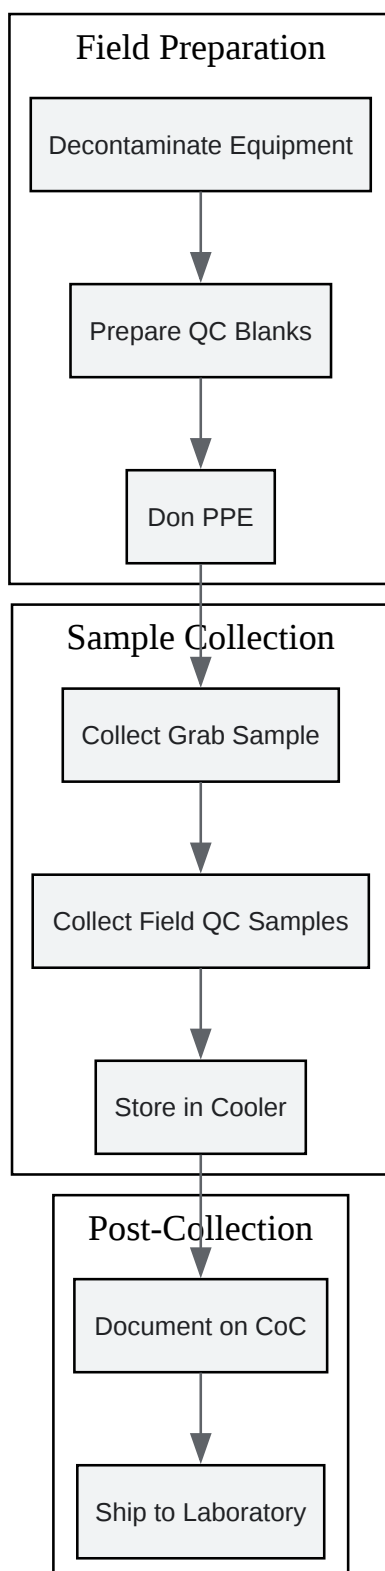 Field Preparation
Decontaminate Equipment
Prepare QC Blanks
Don PPE
Sample Collection
Collect Grab Sample
Collect Field QC Samples
Store in Cooler
Post-Collection
Document on CoC
Ship to Laboratory